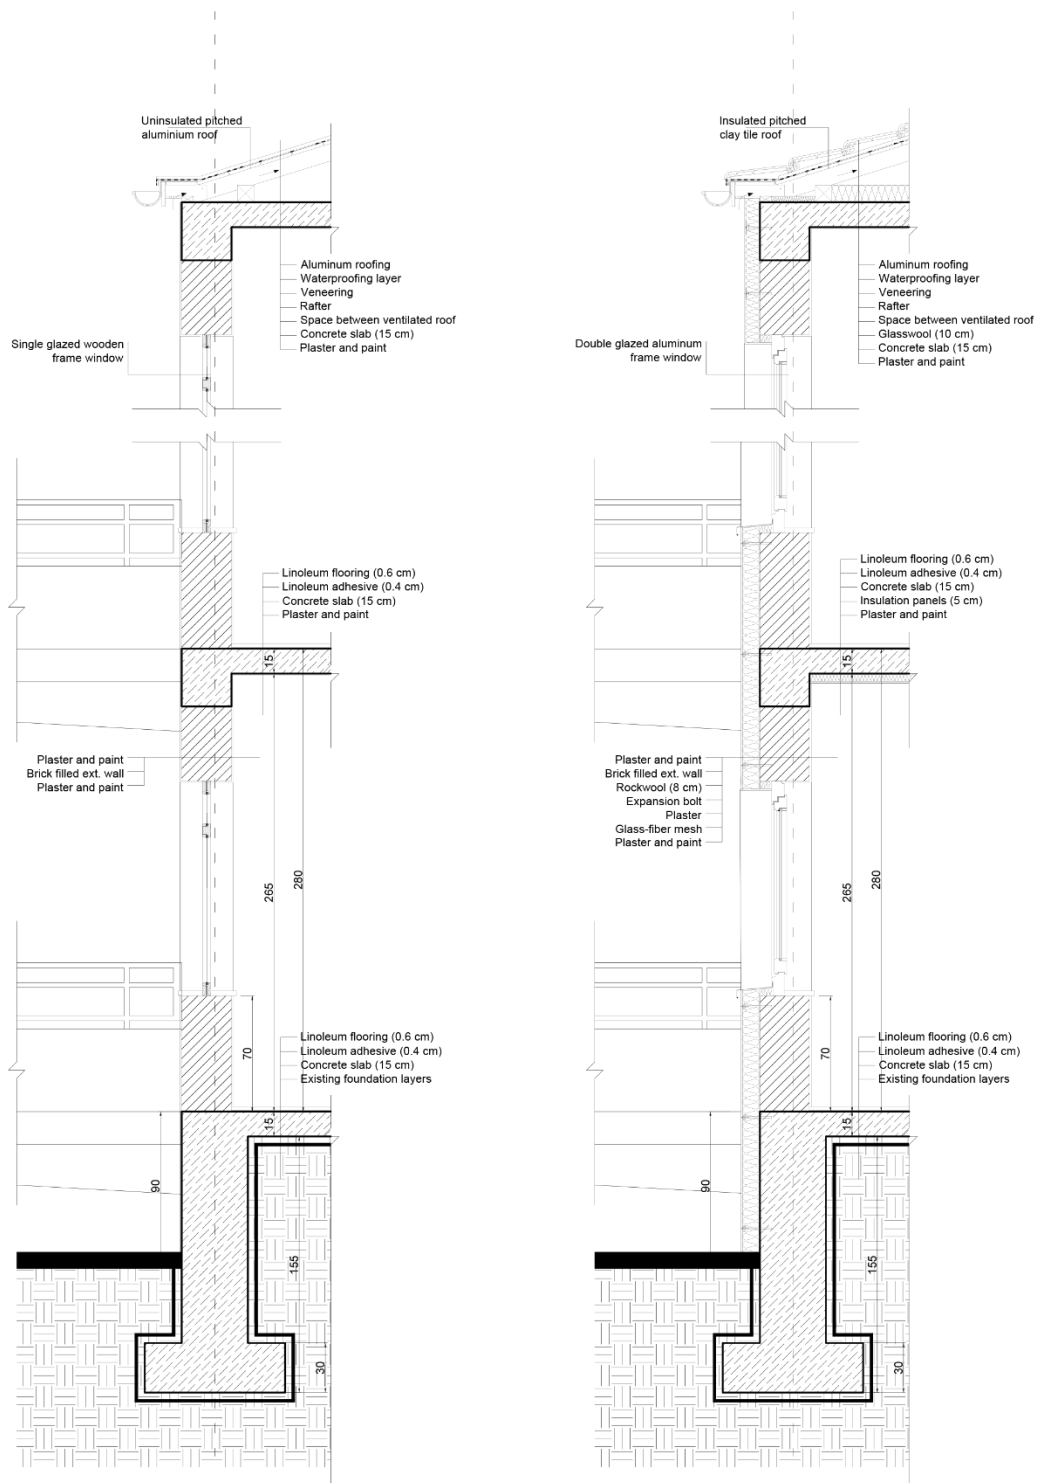 Uninsulated pitched
aluminium roof
Aluminum roofing
Waterproofing layer
Veneering
Rafter
Space between ventilated roof
Concrete slab (15 cm)
Plaster and paint
Single glazed wooden
frame window
Linoleum flooring (0.6 cm)
Linoleum adhesive (0.4 cm)
Concrete slab (15 cm)
Plaster and paint
15
Plaster and paint
Brick filled ext. wall
Plaster and paint
265
280
70
Linoleum flooring (0.6 cm)
Linoleum adhesive (0.4 cm)
Concrete slab (15 cm)
Existing foundation layers
15
90
155
30
Insulated pitched
clay tile roof
Aluminum roofing
Waterproofing layer
Veneering
Rafter
Space between ventilated roof
Glasswool (10 cm)
Concrete slab (15 cm)
Plaster and paint
Double glazed aluminum
frame window
Linoleum flooring (0.6 cm)
Linoleum adhesive (0.4 cm)
Concrete slab (15 cm)
Insulation panels (5 cm)
Plaster and paint
15
Plaster and paint
Brick filled ext. wall
Rockwool (8 cm)
Expansion bolt
Plaster
Glass-fiber mesh
Plaster and paint
265
280
70
Linoleum flooring (0.6 cm)
Linoleum adhesive (0.4 cm)
Concrete slab (15 cm)
Existing foundation layers
15
90
155
30